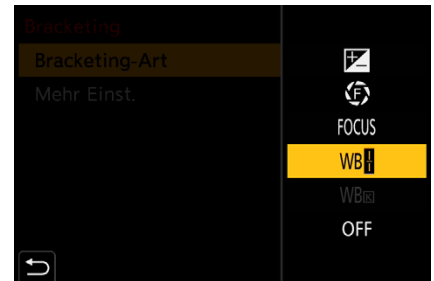 Bracketing
Bracketing-Art
Mehr Einst.
F
FOCUS
WB
WB K
OFF